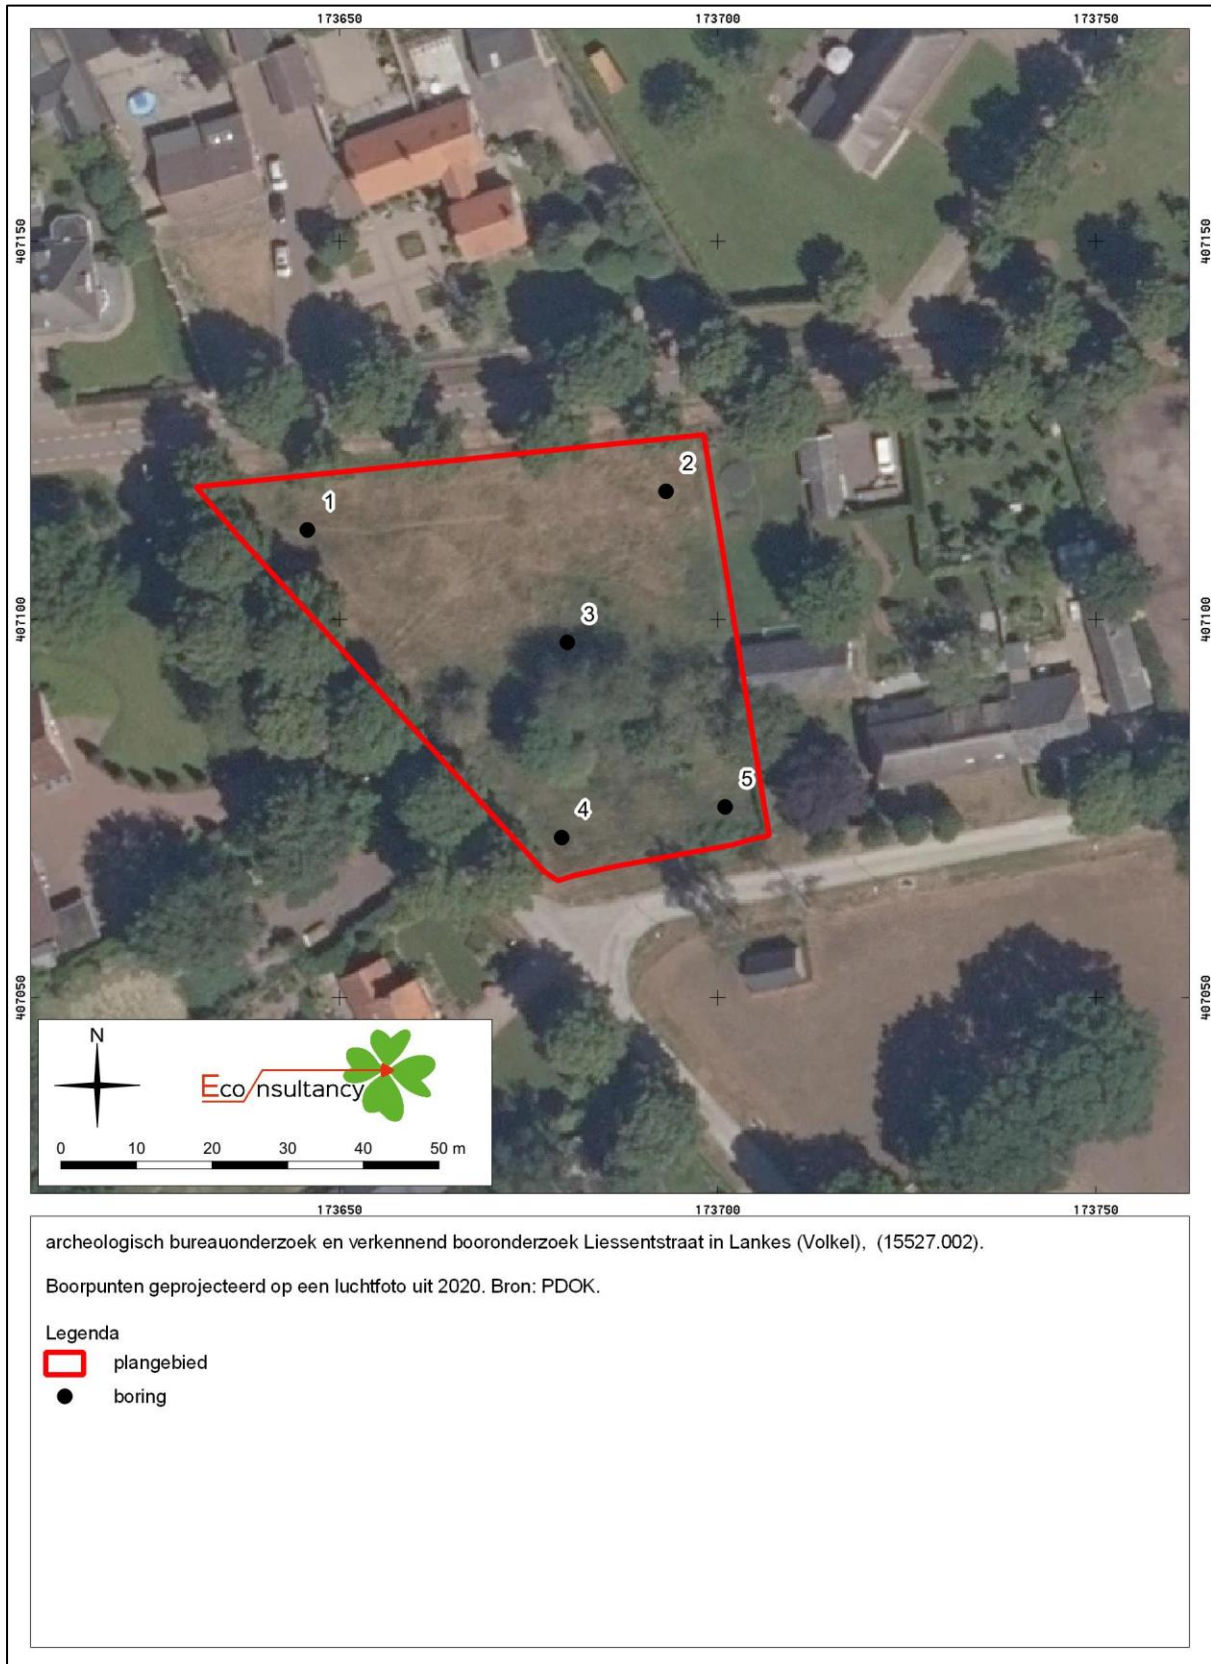 173650 173700 173750
407150 407150
1
2
3
407100 407100
4
5
407050 407050
N
Econsultancy
0 10 20 30 40 50 m
173650 173700 173750
archeologisch bureauonderzoek en verkennend booronderzoek Liessentstraat in Lankes (Volkel), (15527.002).
Boorpunten geprojecteerd op een luchtfoto uit 2020. Bron: PDOK.
Legenda
plangebied
boring